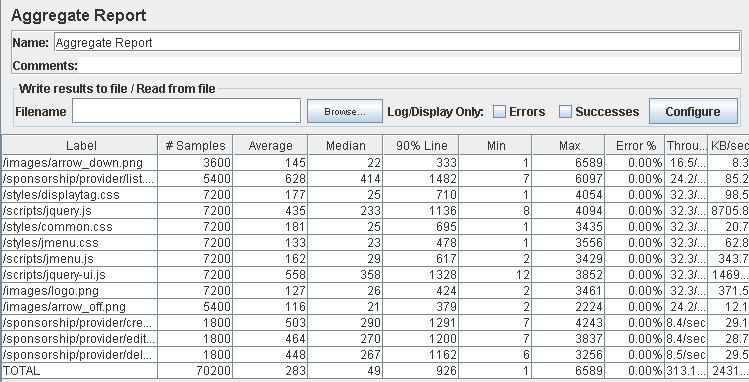 Aggregate Report
Name: Aggregate Report
Comments:
Write results to file / Read from file
Filename Browse... Log/Display Only: Errors Successes Configure
Label # Samples Average Median 90% Line Min Max Error % Throu... KB/sec
/images/arrow_down.png 3600 145 22 333 1 6589 0.00% 16.5/... 8.3
/sponsorship/provider/list.... 5400 628 414 1482 7 6097 0.00% 24.2/... 85.2
/styles/displaytag.css 7200 177 25 710 1 4054 0.00% 32.3/... 98.5
/scripts/jquery.js 7200 435 233 1136 8 4094 0.00% 32.3/... 8705.8
/styles/common.css 7200 181 25 695 1 3435 0.00% 32.3/... 20.7
/styles/jmenu.css 7200 133 23 478 1 3556 0.00% 32.3/... 62.8
/scripts/jmenu.js 7200 162 29 617 2 3429 0.00% 32.3/... 343.7
/scripts/jquery-ui.js 7200 558 358 1328 12 3852 0.00% 32.3/... 1469...
/images/logo.png 7200 127 26 424 2 3461 0.00% 32.3/... 371.5
/images/arrow_off.png 5400 116 21 379 2 2224 0.00% 24.2/... 12.1
/sponsorship/provider/cre... 1800 503 290 1291 7 4243 0.00% 8.4/sec 29.1
/sponsorship/provider/edit... 1800 464 270 1200 7 3837 0.00% 8.4/sec 28.7
/sponsorship/provider/del... 1800 448 267 1162 6 3256 0.00% 8.5/sec 29.5
TOTAL 70200 283 49 926 1 6589 0.00% 313.1... 2431...